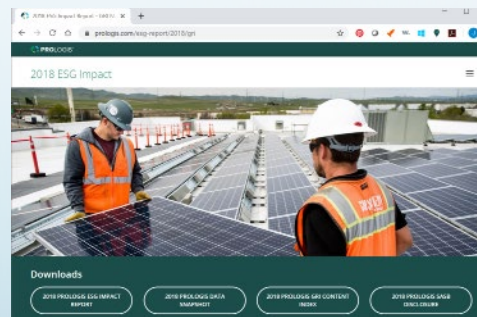 2018 ESG Impact Report - GRI
prologis.com/esg-report/2018/gri
PROLOGIS
2018 ESG Impact
Downloads
2018 PROLOGIS ESG IMPACT
REPORT
2018 PROLOGIS DATA
SNAPSHOT
2018 PROLOGIS GRI CONTENT
INDEX
2018 PROLOGIS SASB
DISCLOSURE